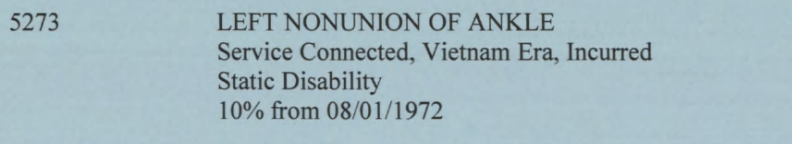 5273 LEFT NONUNION OF ANKLE
Service Connected, Vietnam Era, Incurred
Static Disability
10% from 08/01/1972